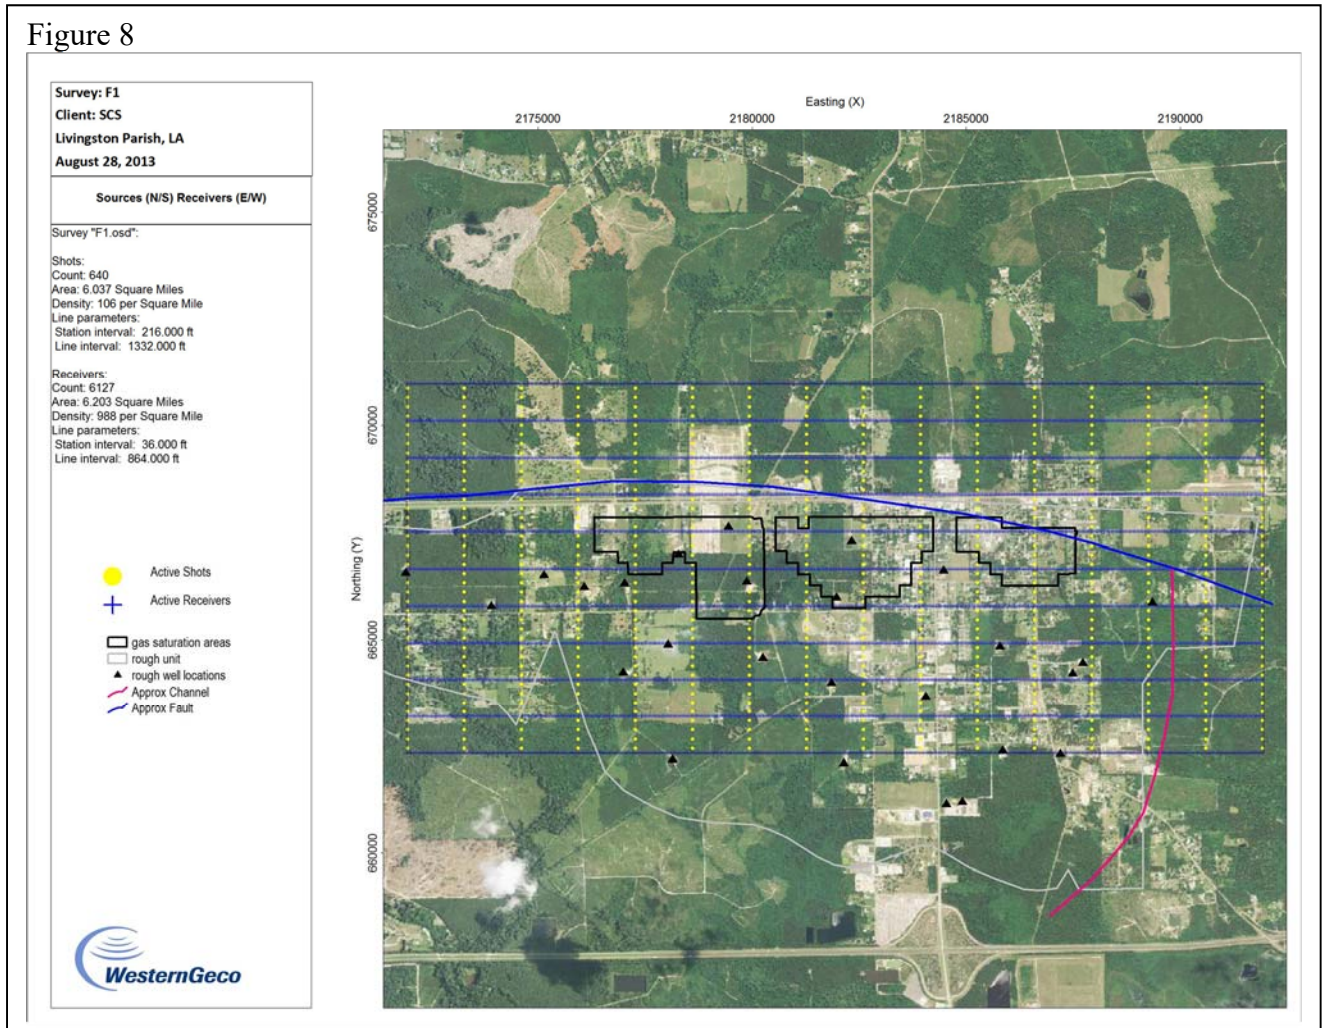 Figure 8
Survey: F1
Client: SCS
Livingston Parish, LA
August 28, 2013
Sources (N/S) Receivers (E/W)
Survey "F1.osd":
Shots:
Count: 640
Area: 6.037 Square Miles
Density: 106 per Square Mile
Line parameters:
Station interval: 216.000 ft
Line interval: 1332.000 ft
Receivers:
Count: 6127
Area: 6.203 Square Miles
Density: 988 per Square Mile
Line parameters:
Station interval: 36.000 ft
Line interval: 864.000 ft
Active Shots
Active Receivers
gas saturation areas
rough unit
rough well locations
Approx Channel
Approx Fault
WesternGeco
Easting (X)
2175000 2180000 2185000 2190000
Northing (Y)
675000
670000
665000
660000